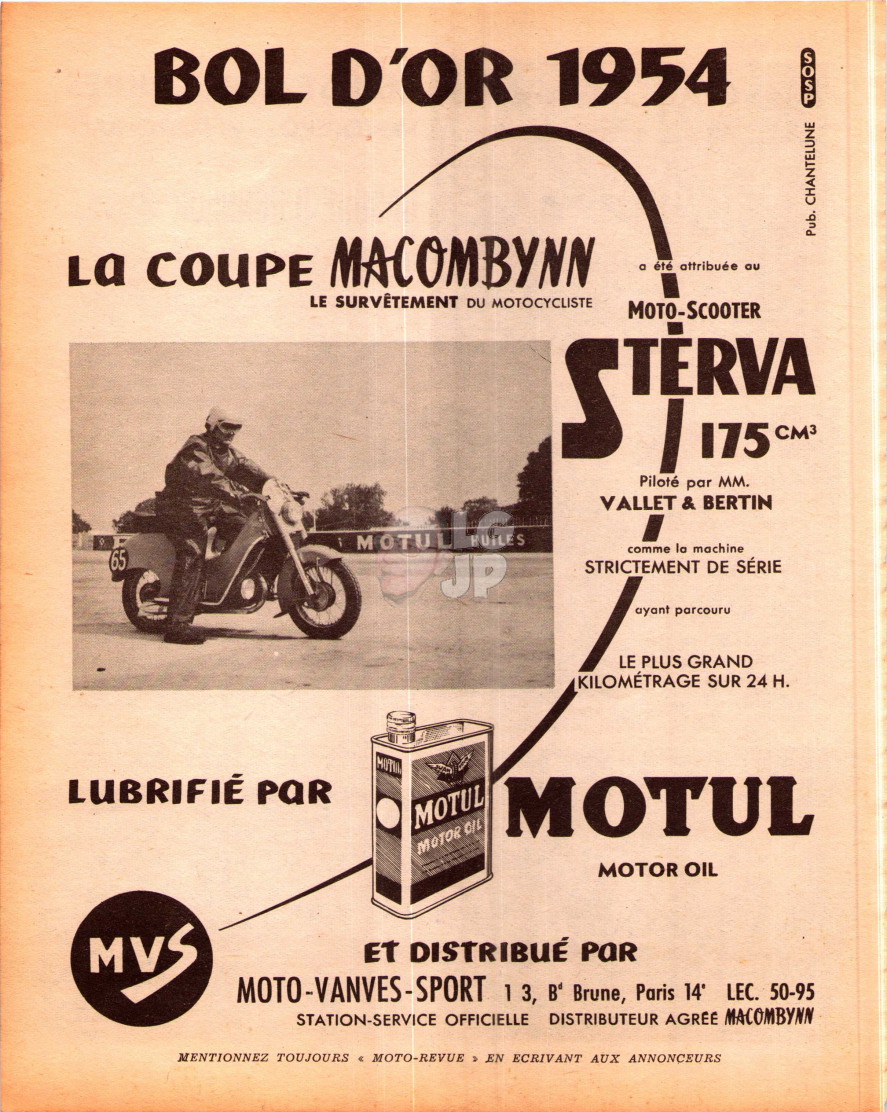 BOL D'OR 1954
SOSP
Pub. CHANTELUNE
La COUPE MACOMBYNN
LE SURVÊTEMENT DU MOTOCYCLISTE
a été attribuée au
MOTO-SCOOTER
STERVA
175 CM³
Piloté par MM.
VALLET & BERTIN
comme la machine
STRICTEMENT DE SÉRIE
ayant parcouru
LE PLUS GRAND
KILOMÉTRAGE SUR 24 H.
65
MOTUL HUILES
LG
JP
LUBRIFIÉ PAR
MOTUL
MOTUL
MOTOR OIL
MOTUL
MOTOR OIL
MVS
ET DISTRIBUÉ PAR
MOTO-VANVES-SPORT 1 3, Bd Brune, Paris 14e LEC. 50-95
STATION-SERVICE OFFICIELLE DISTRIBUTEUR AGRÉÉ MACOMBYNN
MENTIONNEZ TOUJOURS « MOTO-REVUE » EN ECRIVANT AUX ANNONCEURS